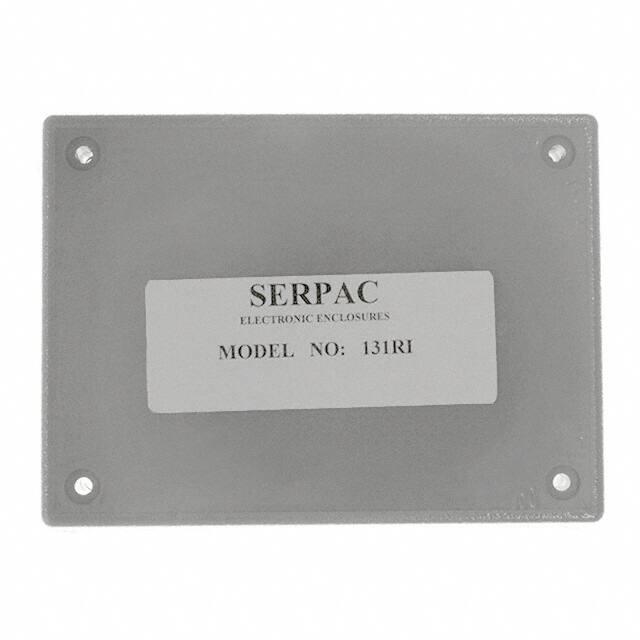 SERPAC
ELECTRONIC ENCLOSURES
MODEL NO: 131RI